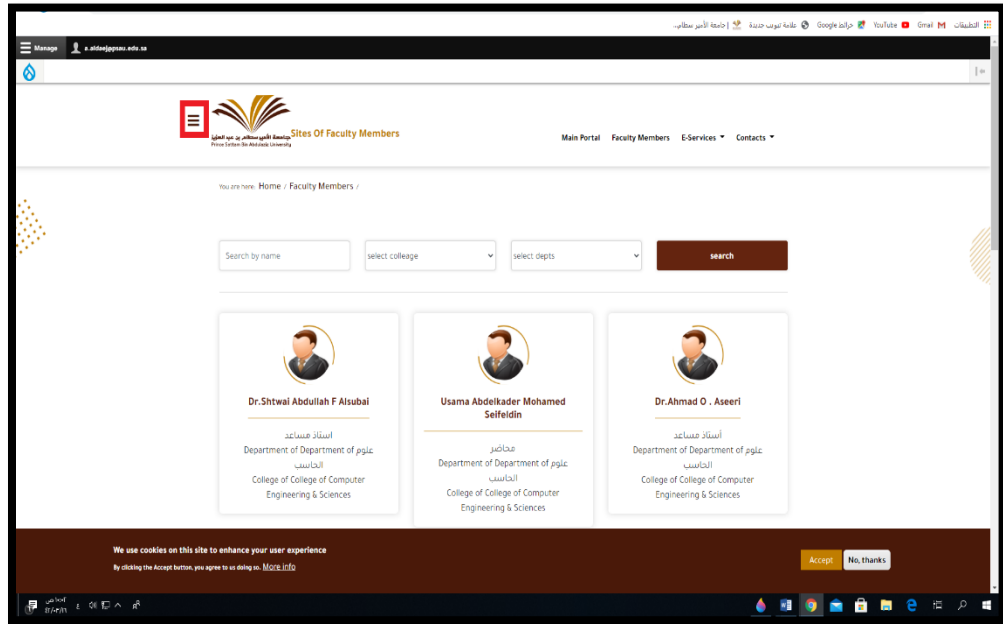 التطبيقات
Gmail
YouTube
خرائط Google
علامة تبويب جديدة
جامعة الأمير سطام...
Manage
a.aldaej@psau.edu.sa
جامعة الأمير سطام بن عبد العزيز
Prince Sattam Bin Abdulaziz University
Sites Of Faculty Members
Main Portal
Faculty Members
E-Services
Contacts
You are here: Home / Faculty Members /
Search by name
select colleage
select depts
search
Dr.Shtwai Abdullah F Alsubai
استاذ مساعد
Department of Department of علوم
الحاسب
College of College of Computer
Engineering & Sciences
Usama Abdelkader Mohamed
Seifeldin
محاضر
Department of Department of علوم
الحاسب
College of College of Computer
Engineering & Sciences
Dr.Ahmad O . Aseeri
أستاذ مساعد
Department of Department of علوم
الحاسب
College of College of Computer
Engineering & Sciences
We use cookies on this site to enhance your user experience
By clicking the Accept button, you agree to us doing so. More info
Accept
No, thanks
ع